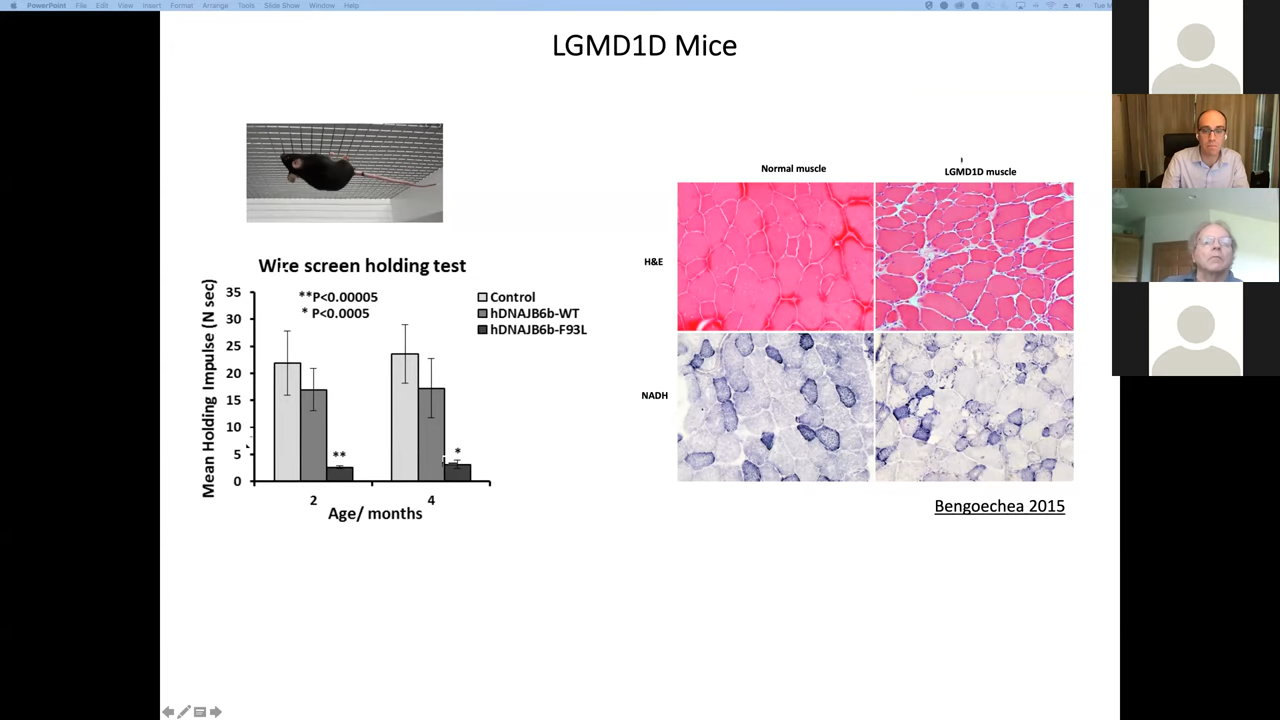 PowerPoint File Edit View Insert Format Arrange Tools Slide Show Window Help
LGMD1D Mice
Wire screen holding test
**P<0.00005
* P<0.0005
Control
hDNAJB6b-WT
hDNAJB6b-F93L
Mean Holding Impulse (N sec)
35
30
25
20
15
10
5
0
**
*
2
4
Age/ months
Normal muscle
LGMD1D muscle
H&E
NADH
Bengoechea 2015